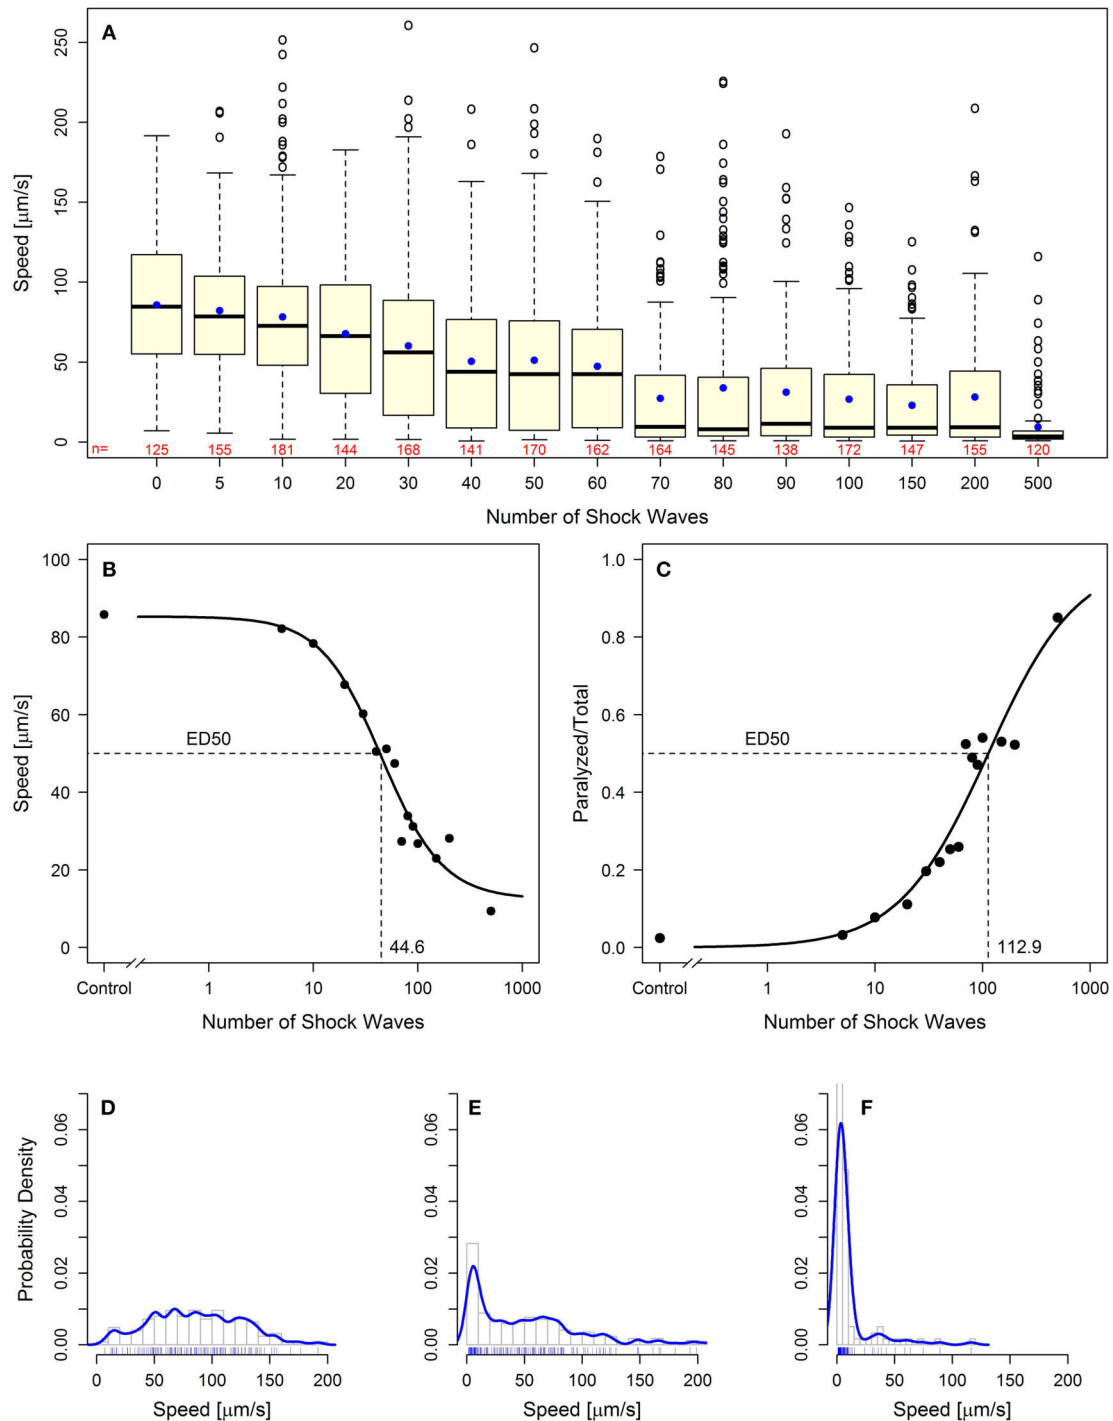 A
250
200
150
100
50
0
Speed [μm/s]
n= 125 155 181 144 168 141 170 162 164 145 138 172 147 155 120
0 5 10 20 30 40 50 60 70 80 90 100 150 200 500
Number of Shock Waves
B
100
80
60
40
20
0
Speed [μm/s]
ED50
44.6
Control 1 10 100 1000
Number of Shock Waves
C
1.0
0.8
0.6
0.4
0.2
0.0
Paralyzed/Total
ED50
112.9
Control 1 10 100 1000
Number of Shock Waves
D
0.06
0.04
0.02
0.00
Probability Density
0 50 100 150 200
Speed [μm/s]
E
0.06
0.04
0.02
0.00
0 50 100 150 200
Speed [μm/s]
F
0.06
0.04
0.02
0.00
0 50 100 150 200
Speed [μm/s]